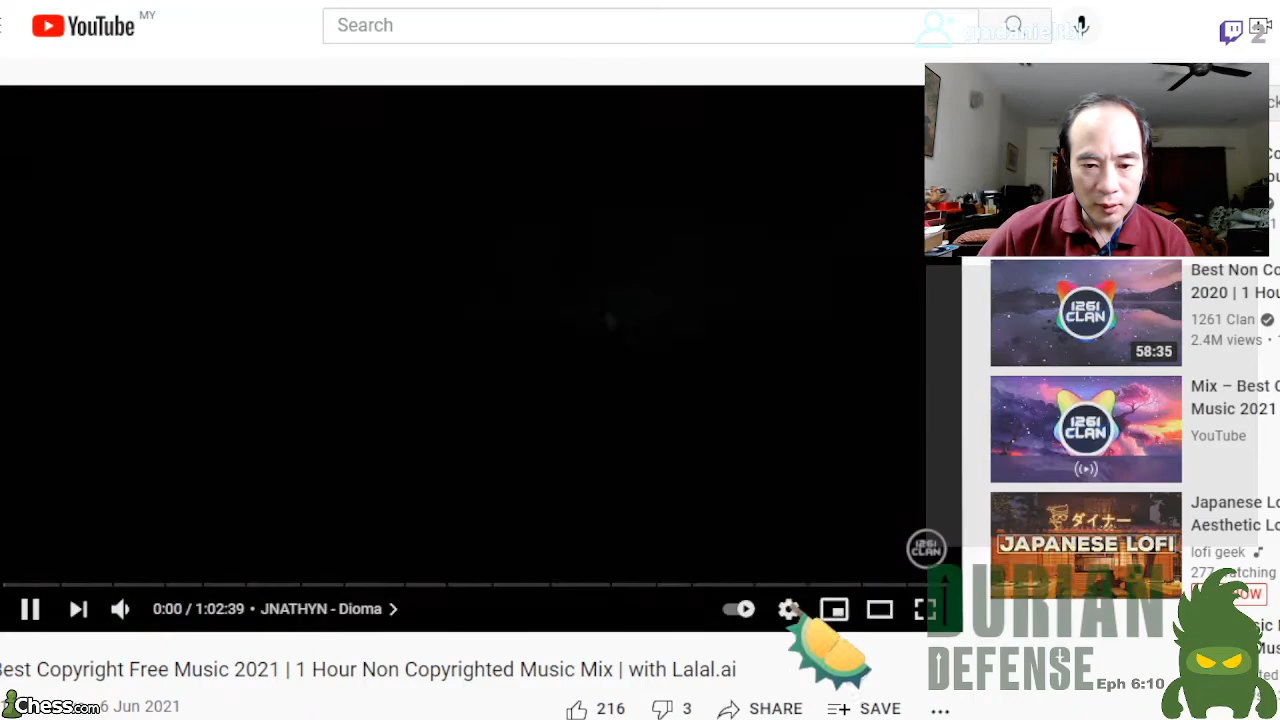 YouTube MY
Search
2
1261 CLAN
58:35
Best Non Co
2020 | 1 Hou
1261 Clan
2.4M views •
1261 CLAN
Mix – Best C
Music 2021
YouTube
ダイナー
JAPANESE LOFI
Japanese Lo
Aesthetic Lo
lofi geek
277 watching
1261 CLAN
0:00 / 1:02:39 • JNATHYN - Dioma
DURIAN
DEFENSE Eph 6:10
Best Copyright Free Music 2021 | 1 Hour Non Copyrighted Music Mix | with Lalal.ai
Chess.com
6 Jun 2021
216
3
SHARE
SAVE